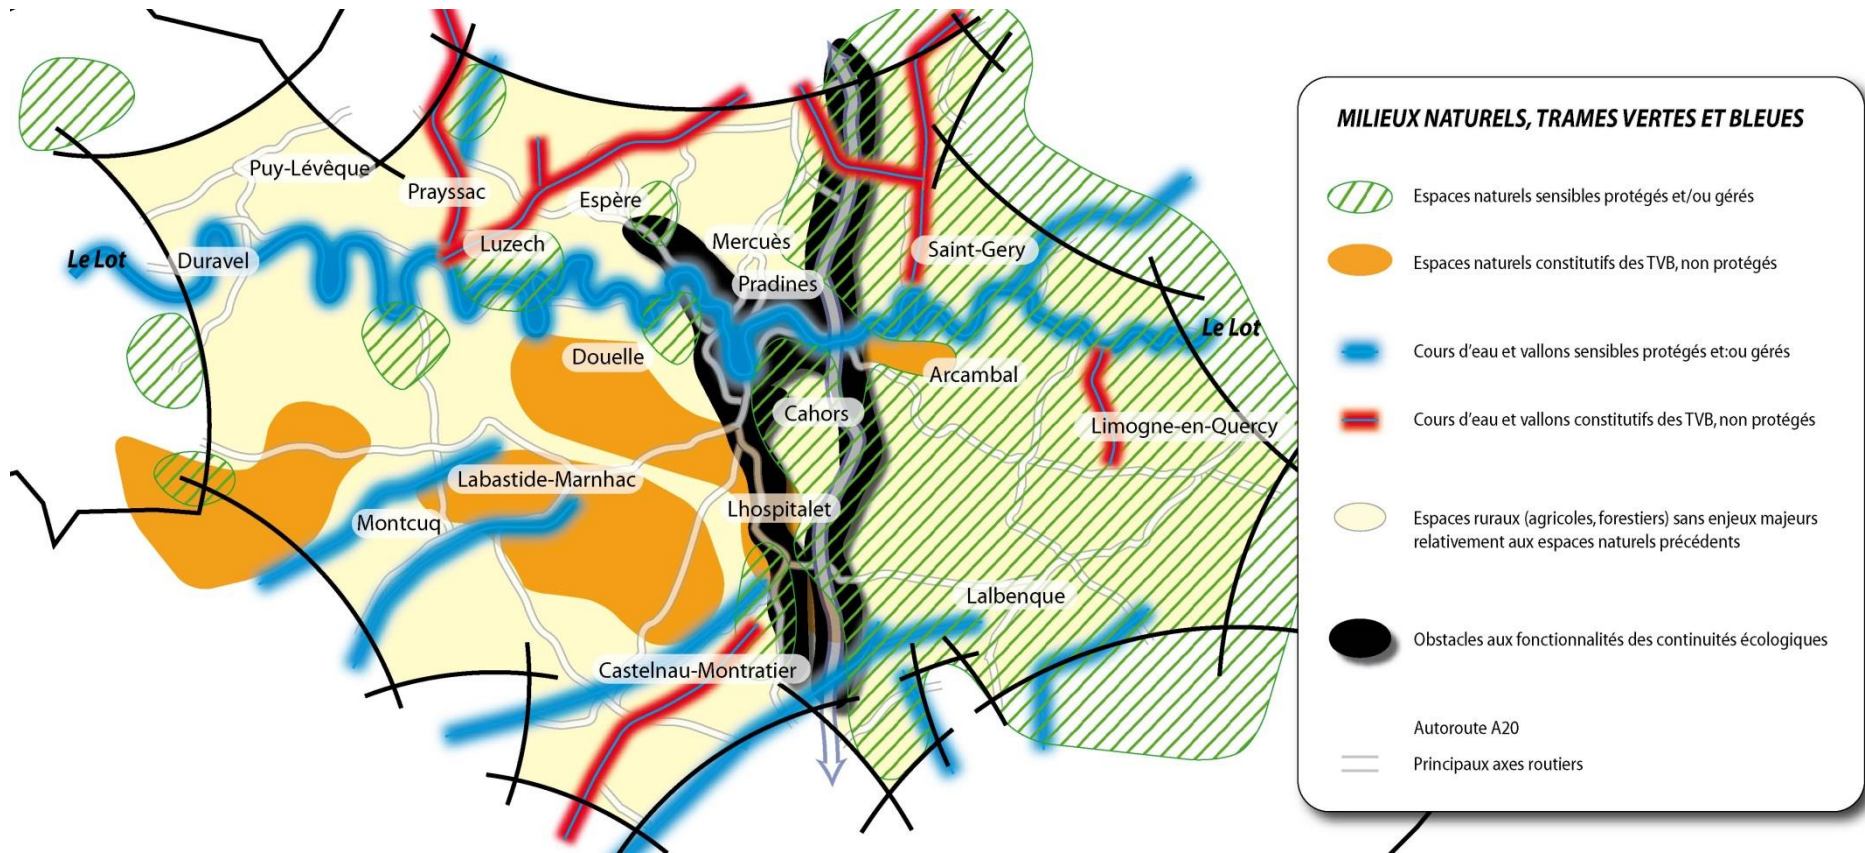 Puy-Lévêque
Prayssac
Espère
Mercuès
Luzech
Saint-Gery
Le Lot
Duravel
Pradines
Le Lot
Douelle
Arcambal
Cahors
Limogne-en-Quercy
Labastide-Marnhac
Montcuq
Lhospitalet
Lalbenque
Castelnau-Montratier
MILIEUX NATURELS, TRAMES VERTES ET BLEUES
Espaces naturels sensibles protégés et/ou gérés
Espaces naturels constitutifs des TVB, non protégés
Cours d'eau et vallons sensibles protégés et:ou gérés
Cours d'eau et vallons constitutifs des TVB, non protégés
Espaces ruraux (agricoles, forestiers) sans enjeux majeurs
relativement aux espaces naturels précédents
Obstacles aux fonctionnalités des continuités écologiques
Autoroute A20
Principaux axes routiers